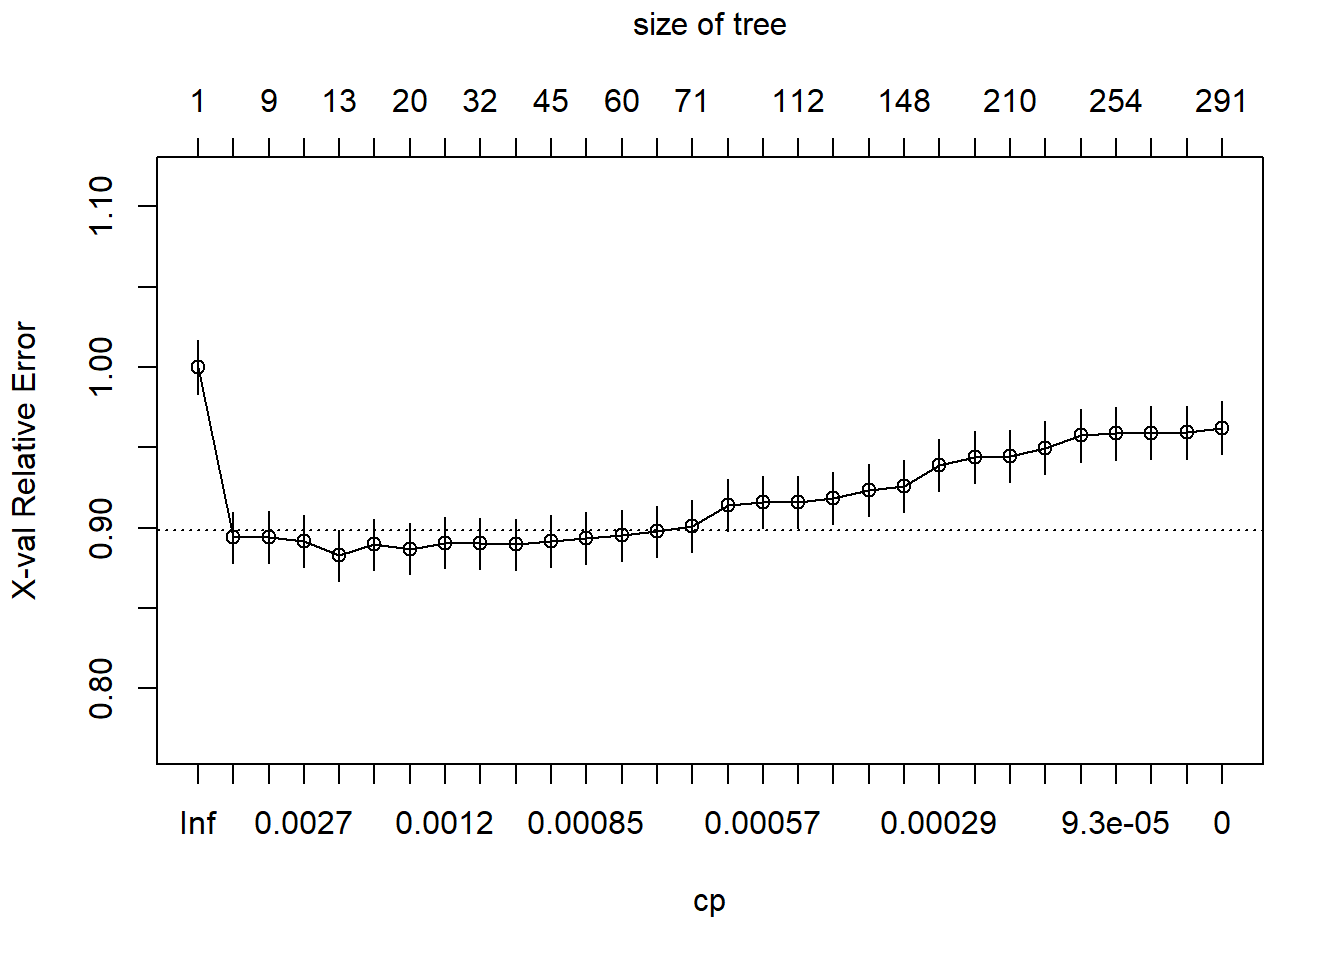 size of tree
1 9 13 20 32 45 60 71 112 148 210 254 291
1.10
1.00
0.90
0.80
X-val Relative Error
Inf 0.0027 0.0012 0.00085 0.00057 0.00029 9.3e-05 0
cp